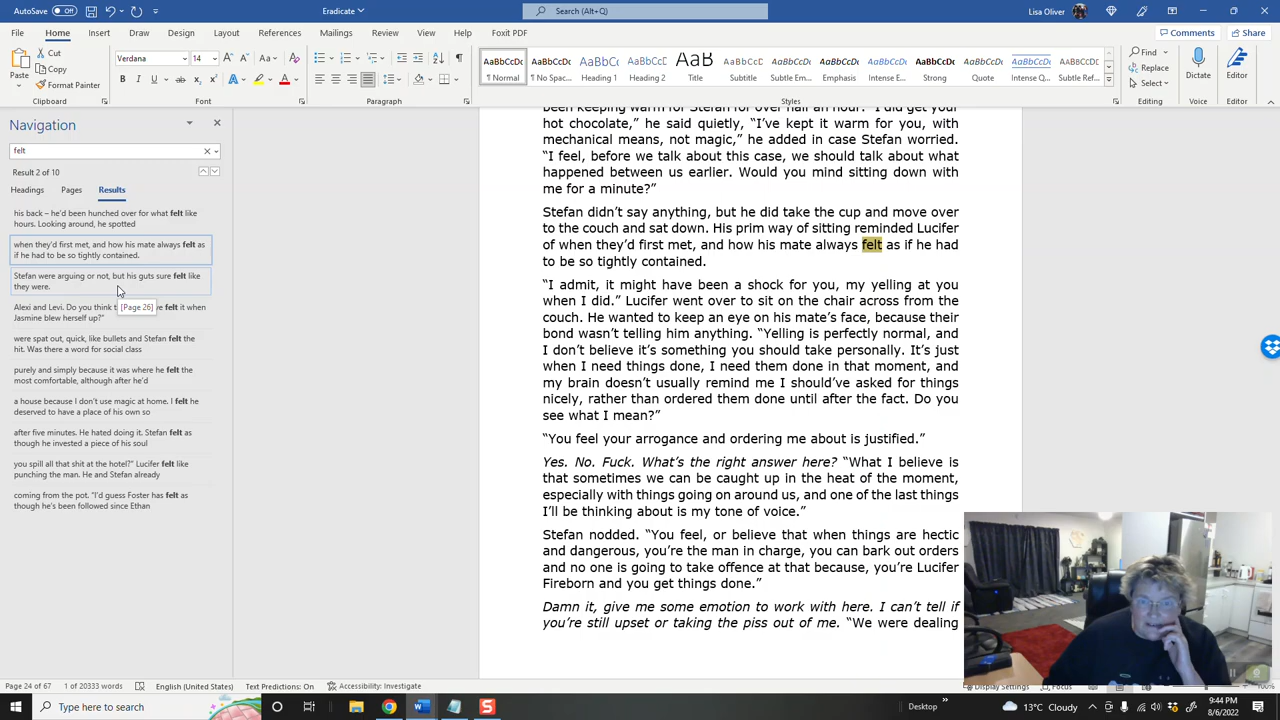 Eradicate
Search (Alt+Q)
Lisa Oliver
File
Home
Insert
Draw
Design
Layout
References
Mailings
Review
View
Help
Foxit PDF
Comments
Share
Paste
Cut
Copy
Format Painter
Verdana
14
AaBbCcDc
¶ Normal
AaBbCcDc
¶ No Spac...
AaBbCc
Heading 1
AaBbCcD
Heading 2
AaB
Title
AaBbCcD
Subtitle
AaBbCcDc
Subtle Em...
AaBbCcDc
Emphasis
AaBbCcDc
Intense E...
AaBbCcDc
Strong
AaBbCcDc
Quote
AaBbCcDc
Intense Q...
AaBbCcDc
Subtle Ref...
Find
Replace
Select
Dictate
Editor
Clipboard
Font
Paragraph
Styles
Editing
Voice
Editor
Navigation
felt
Result 2 of 10
Headings
Pages
Results
his back – he'd been hunched over for what felt like
hours. Looking around, he spotted
when they'd first met, and how his mate always felt as
if he had to be so tightly contained.
Stefan were arguing or not, but his guts sure felt like
they were.
[Page 26]
Alexi and Levi. Do you think t ve felt it when
Jasmine blew herself up?"
were spat out, quick, like bullets and Stefan felt the
hit. Was there a word for social class
purely and simply because it was where he felt the
most comfortable, although after he'd
a house because I don't use magic at home. I felt he
deserved to have a place of his own so
after five minutes. He hated doing it. Stefan felt as
though he invested a piece of his soul
you spill all that shit at the hotel?" Lucifer felt like
punching the man. He and Stefan already
coming from the pot. "I'd guess Foster has felt as
though he's been followed since Ethan
been keeping warm for Stefan for over half an hour. "I did get your
hot chocolate," he said quietly, "I've kept it warm for you, with
mechanical means, not magic," he added in case Stefan worried.
"I feel, before we talk about this case, we should talk about what
happened between us earlier. Would you mind sitting down with
me for a minute?"
Stefan didn't say anything, but he did take the cup and move over
to the couch and sat down. His prim way of sitting reminded Lucifer
of when they'd first met, and how his mate always felt as if he had
to be so tightly contained.
"I admit, it might have been a shock for you, my yelling at you
when I did." Lucifer went over to sit on the chair across from the
couch. He wanted to keep an eye on his mate's face, because their
bond wasn't telling him anything. "Yelling is perfectly normal, and
I don't believe it's something you should take personally. It's just
when I need things done, I need them done in that moment, and
my brain doesn't usually remind me I should've asked for things
nicely, rather than ordered them done until after the fact. Do you
see what I mean?"
"You feel your arrogance and ordering me about is justified."
Yes. No. Fuck. What's the right answer here? "What I believe is
that sometimes we can be caught up in the heat of the moment,
especially with things going on around us, and one of the last things
I'll be thinking about is my tone of voice."
Stefan nodded. "You feel, or believe that when things are hectic
and dangerous, you're the man in charge, you can bark out orders
and no one is going to take offence at that because, you're Lucifer
Fireborn and you get things done."
Damn it, give me some emotion to work with here. I can't tell if
you're still upset or taking the piss out of me. "We were dealing
Page 24 of 67
1 of 20333 words
English (United States)
Text Predictions: On
Accessibility: Investigate
Display Settings
Focus
100%
Type here to search
Desktop
13°C Cloudy
9:44 PM
8/6/2022